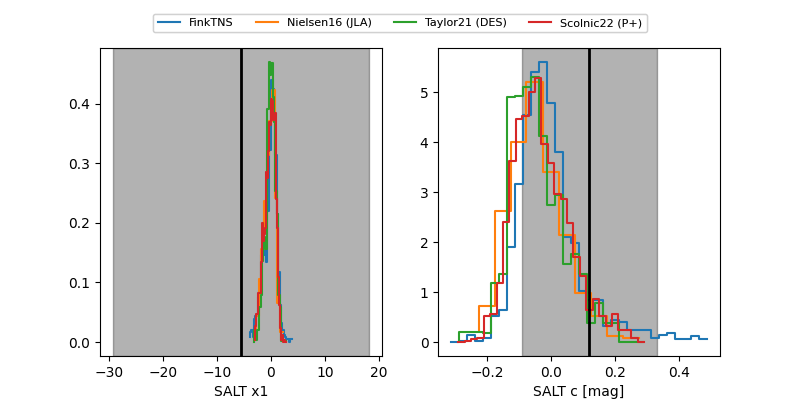 FinkTNS Nielsen16 (JLA) Taylor21 (DES) Scolnic22 (P+)
0.4
0.3
0.2
0.1
0.0
−30 −20 −10 0 10 20
SALT x1
5
4
3
2
1
0
−0.2 0.0 0.2 0.4
SALT c [mag]